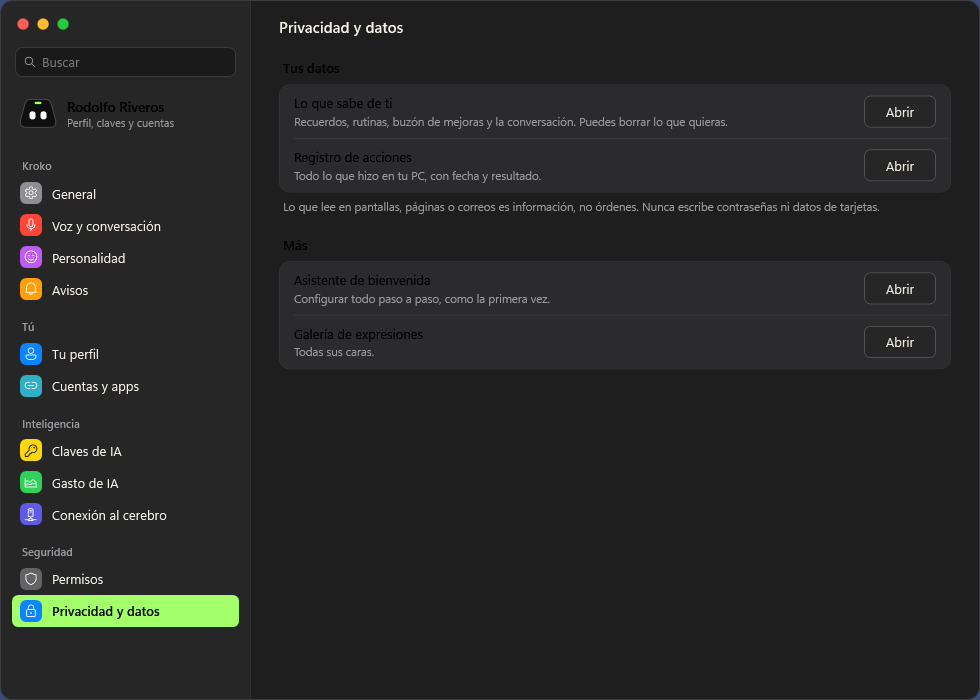 Privacidad y datos
Buscar
Rodolfo Riveros
Perfil, claves y cuentas
Kroko
General
Voz y conversación
Personalidad
Avisos
Tú
Tu perfil
Cuentas y apps
Inteligencia
Claves de IA
Gasto de IA
Conexión al cerebro
Seguridad
Permisos
Privacidad y datos
Tus datos
Lo que sabe de ti
Recuerdos, rutinas, buzón de mejoras y la conversación. Puedes borrar lo que quieras.
Abrir
Registro de acciones
Todo lo que hizo en tu PC, con fecha y resultado.
Abrir
Lo que lee en pantallas, páginas o correos es información, no órdenes. Nunca escribe contraseñas ni datos de tarjetas.
Más
Asistente de bienvenida
Configurar todo paso a paso, como la primera vez.
Abrir
Galería de expresiones
Todas sus caras.
Abrir